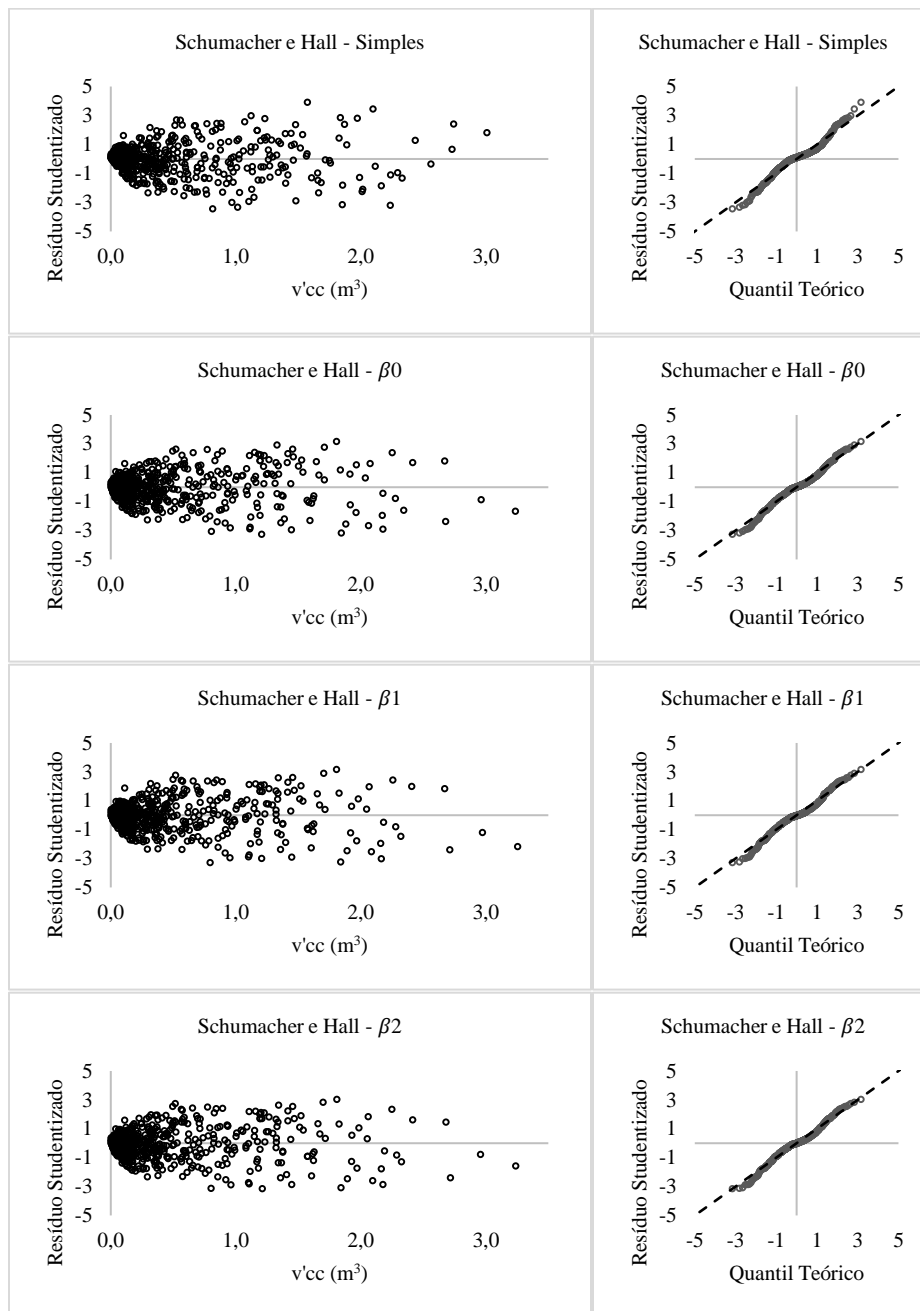 Schumacher e Hall - Simples
Resíduo Studentizado
5
3
1
-1
-3
-5
0,0 1,0 2,0 3,0
v'cc (m³)
Schumacher e Hall - Simples
Resíduo Studentizado
5
3
1
-1
-3
-5
-5 -3 -1 1 3 5
Quantil Teórico
Schumacher e Hall - β0
Resíduo Studentizado
5
3
1
-1
-3
-5
0,0 1,0 2,0 3,0
v'cc (m³)
Schumacher e Hall - β0
Resíduo Studentizado
5
3
1
-1
-3
-5
-5 -3 -1 1 3 5
Quantil Teórico
Schumacher e Hall - β1
Resíduo Studentizado
5
3
1
-1
-3
-5
0,0 1,0 2,0 3,0
v'cc (m³)
Schumacher e Hall - β1
Resíduo Studentizado
5
3
1
-1
-3
-5
-5 -3 -1 1 3 5
Quantil Teórico
Schumacher e Hall - β2
Resíduo Studentizado
5
3
1
-1
-3
-5
0,0 1,0 2,0 3,0
v'cc (m³)
Schumacher e Hall - β2
Resíduo Studentizado
5
3
1
-1
-3
-5
-5 -3 -1 1 3 5
Quantil Teórico